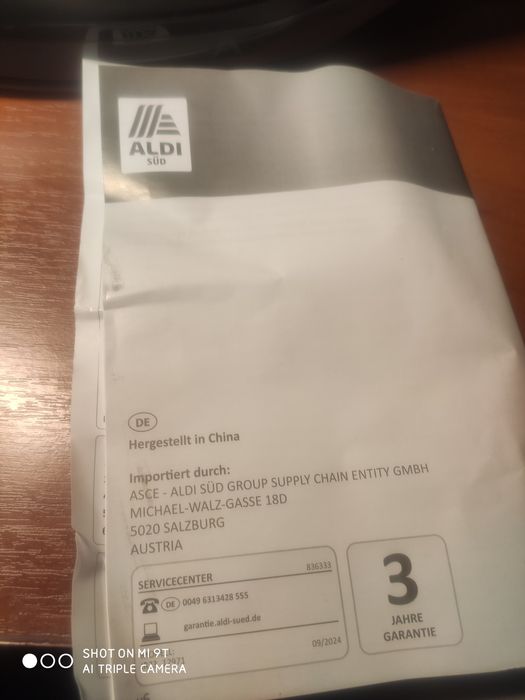 ALDI
SÜD
DE
Hergestellt in China
Importiert durch:
ASCE - ALDI SÜD GROUP SUPPLY CHAIN ENTITY GMBH
MICHAEL-WALZ-GASSE 18D
5020 SALZBURG
AUSTRIA
SERVICECENTER 836333
DE 0049 6313428 555
garantie.aldi-sued.de
09/2024
3
JAHRE
GARANTIE
SHOT ON MI 9T
AI TRIPLE CAMERA